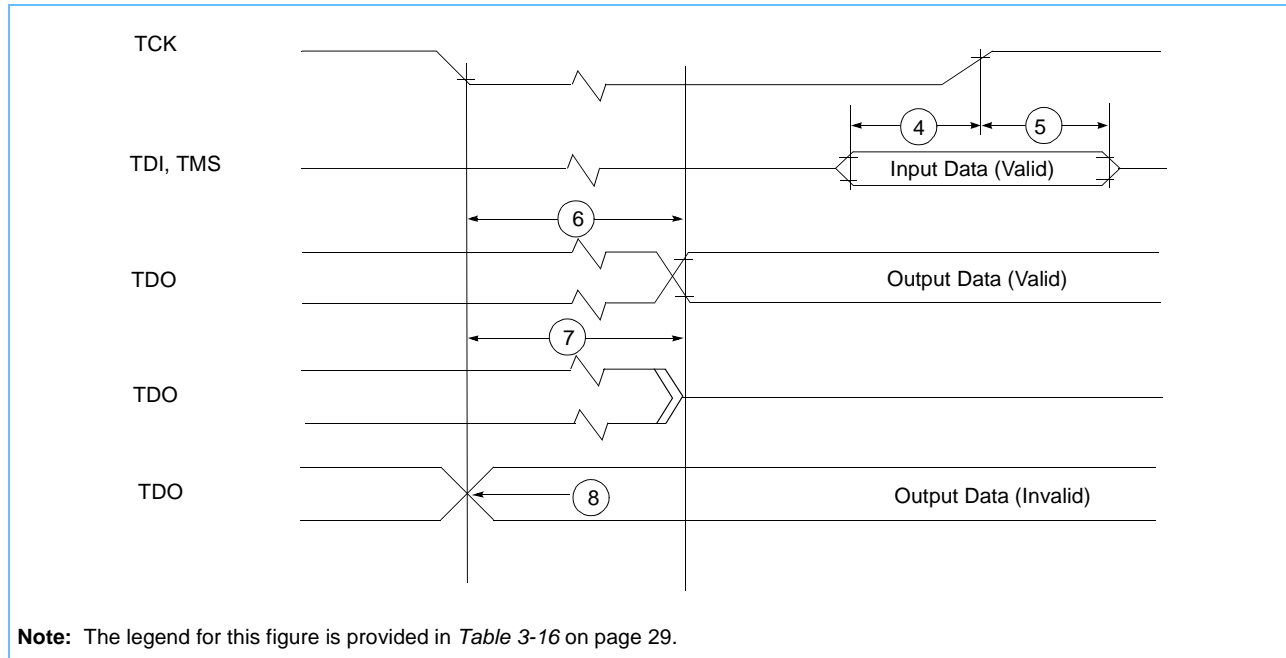 TCK
4
5
TDI, TMS
Input Data (Valid)
6
TDO
Output Data (Valid)
7
TDO
TDO
8
Output Data (Invalid)
Note: The legend for this figure is provided in Table 3-16 on page 29.